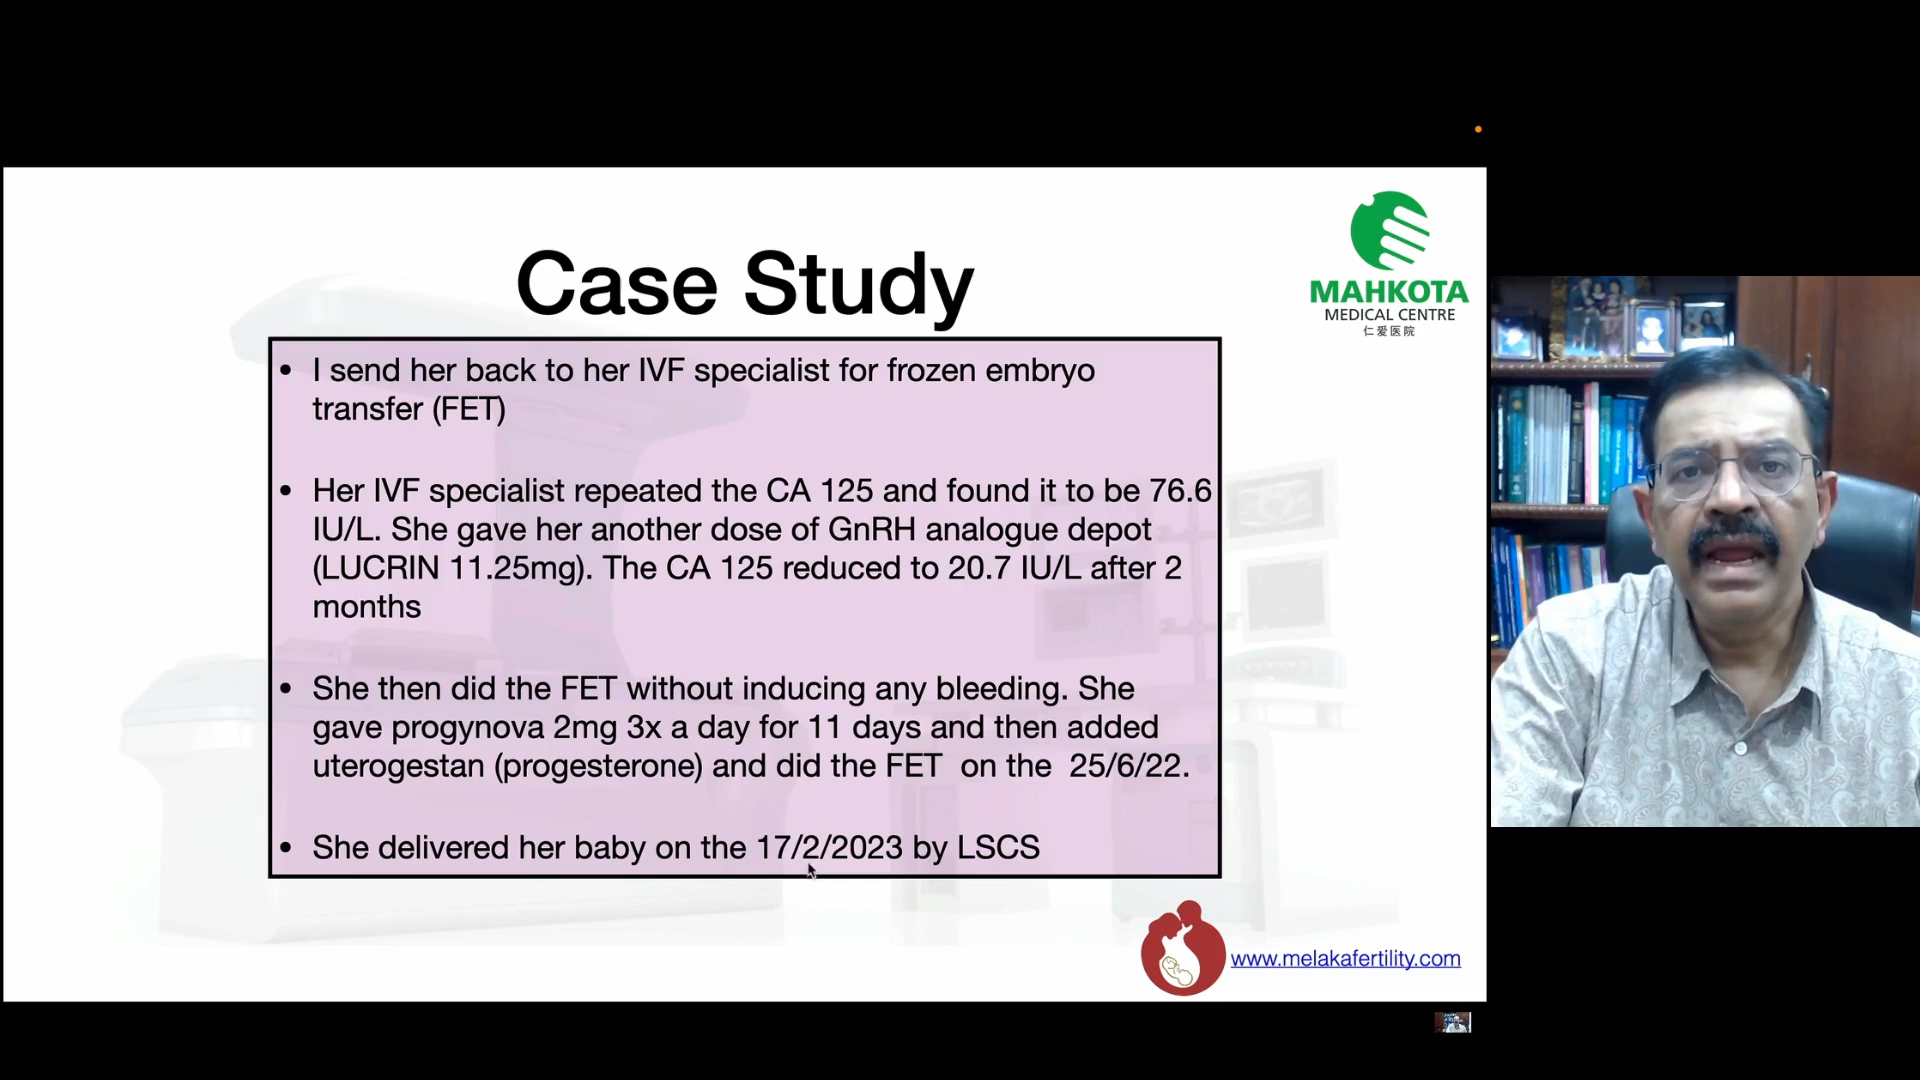 Case Study
MAHKOTA
MEDICAL CENTRE
仁爱医院
• I send her back to her IVF specialist for frozen embryo
transfer (FET)
• Her IVF specialist repeated the CA 125 and found it to be 76.6
IU/L. She gave her another dose of GnRH analogue depot
(LUCRIN 11.25mg). The CA 125 reduced to 20.7 IU/L after 2
months
• She then did the FET without inducing any bleeding. She
gave progynova 2mg 3x a day for 11 days and then added
uterogestan (progesterone) and did the FET on the 25/6/22.
• She delivered her baby on the 17/2/2023 by LSCS
www.melakafertility.com